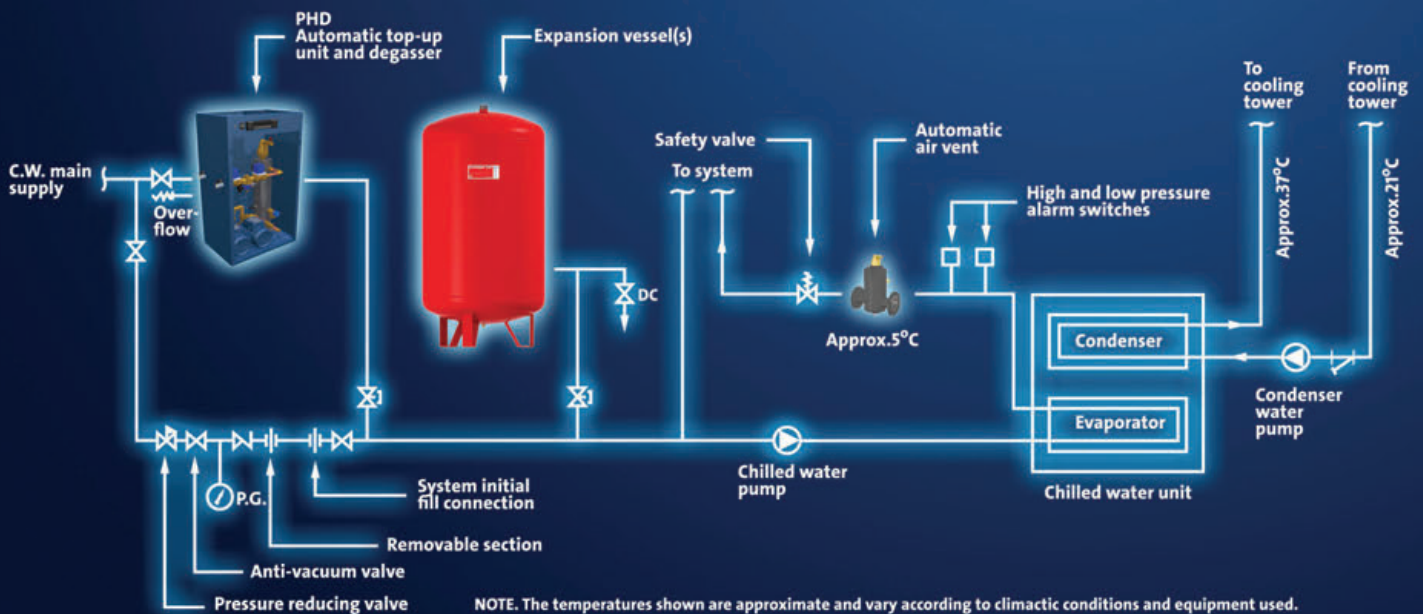 PHD
Automatic top-up
unit and degasser
Expansion vessel(s)
To
cooling
tower
From
cooling
tower
C.W. main
supply
Over-
flow
Safety valve
To system
Automatic
air vent
High and low pressure
alarm switches
Approx.37°C
Approx.21°C
DC
Approx.5°C
Condenser
Condenser
water
pump
Evaporator
Chilled water
pump
Chilled water unit
P.G.
System initial
fill connection
Removable section
Anti-vacuum valve
Pressure reducing valve
NOTE. The temperatures shown are approximate and vary according to climactic conditions and equipment used.